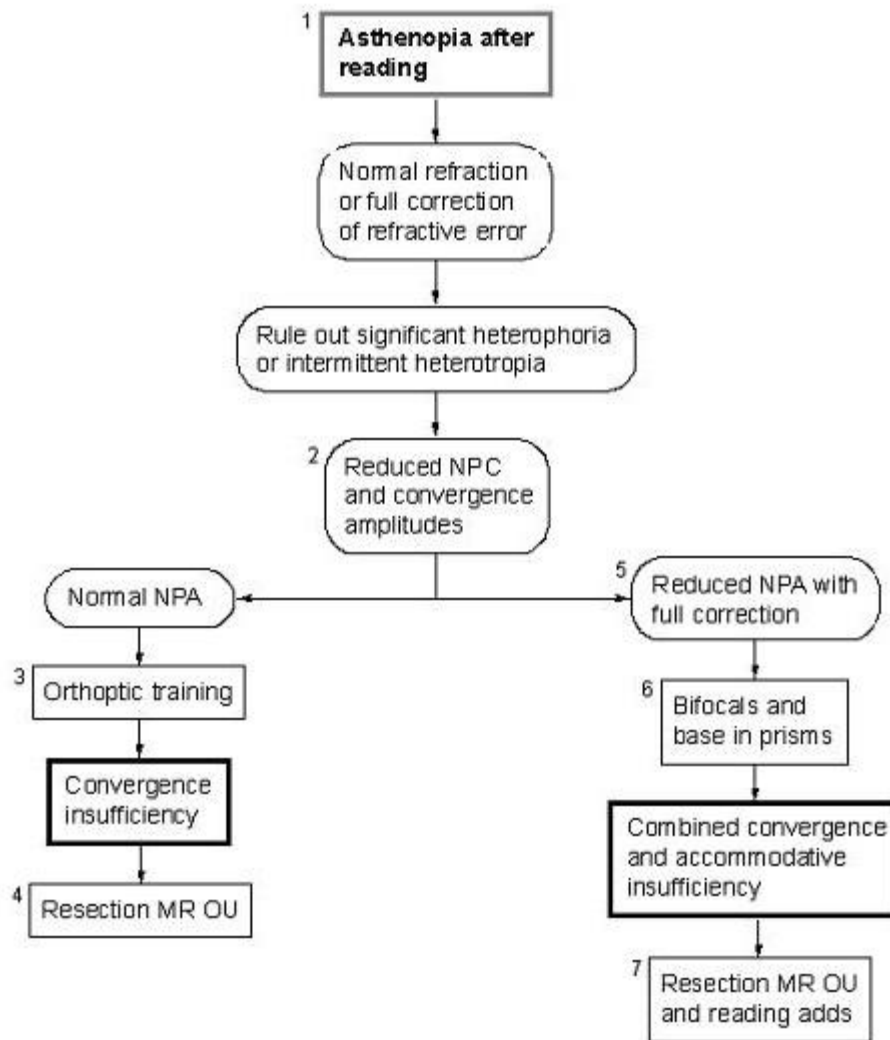 1
Asthenopia after
reading
Normal refraction
or full correction
of refractive error
Rule out significant heterophoria
or intermittent heterotropia
2
Reduced NPC
and convergence
amplitudes
Normal NPA
3
Orthoptic training
Convergence
insufficiency
4
Resection MR OU
5
Reduced NPA with
full correction
6
Bifocals and
base in prisms
Combined convergence
and accommodative
insufficiency
7
Resection MR OU
and reading adds